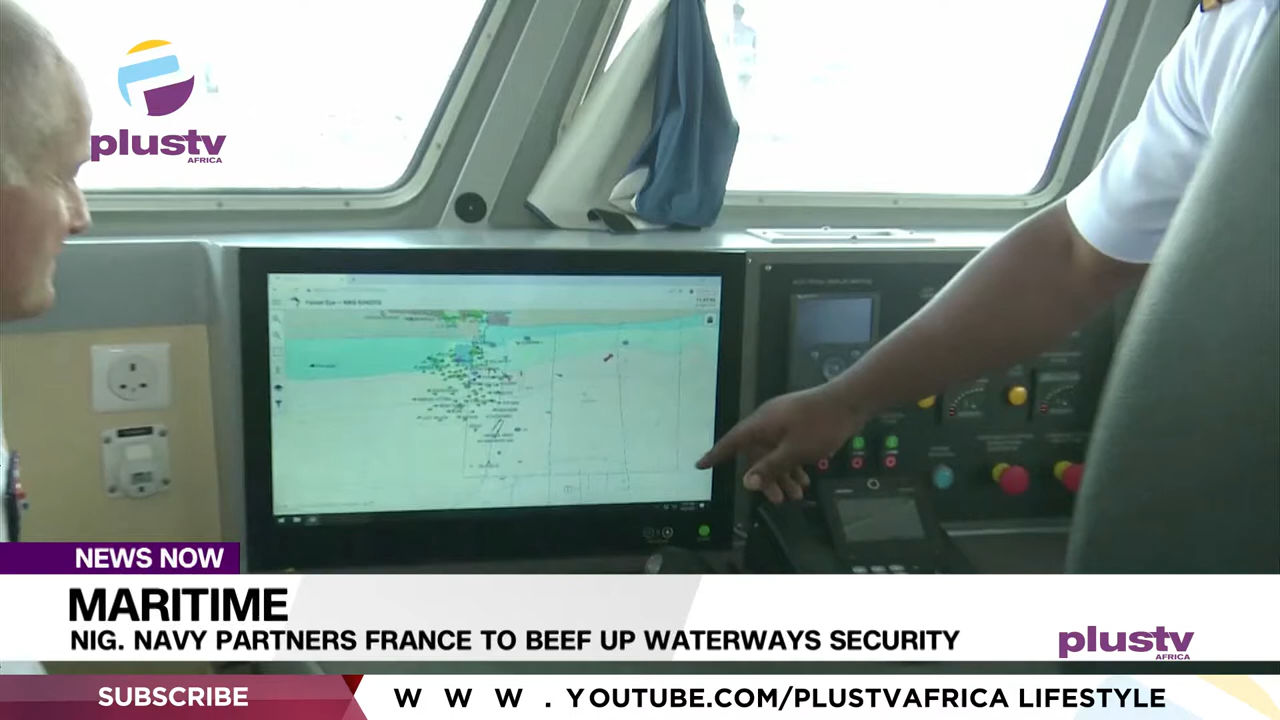 plustv
AFRICA
NEWS NOW
MARITIME
NIG. NAVY PARTNERS FRANCE TO BEEF UP WATERWAYS SECURITY
plustv
AFRICA
SUBSCRIBE
W W W . YOUTUBE.COM/PLUSTVAFRICA LIFESTYLE